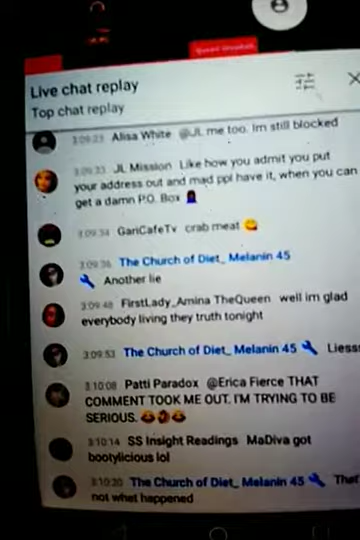 Live chat replay
Top chat replay
3:09:23 Alisa White @JL me too. Im still blocked
3:09:33 JL Mission Like how you admit you put
your address out and mad ppl have it, when you can
get a damn P.O. Box 🤦🏿‍♀️
3:09:34 GariCafeTv crab meat 😋
3:09:36 The Church of Diet_ Melanin 45
🔧 Another lie
3:09:48 FirstLady_Amina TheQueen well im glad
everybody living they truth tonight
3:09:53 The Church of Diet_ Melanin 45 🔧 Liess
3:10:08 Patti Paradox @Erica Fierce THAT
COMMENT TOOK ME OUT. I'M TRYING TO BE
SERIOUS. 😂🤣😂
3:10:14 SS Insight Readings MaDiva got
bootylicious lol
3:10:20 The Church of Diet_ Melanin 45 🔧 That
not what happened